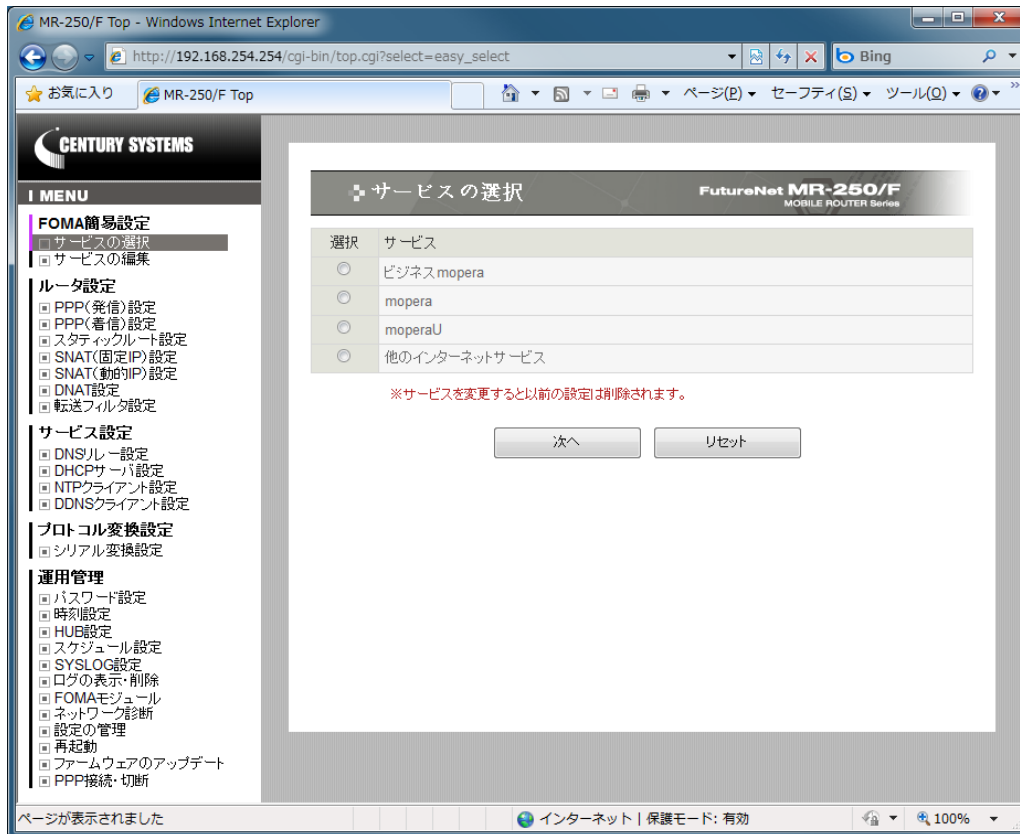 MR-250/F Top - Windows Internet Explorer
http://192.168.254.254/cgi-bin/top.cgi?select=easy_select
Bing
お気に入り
MR-250/F Top
ページ(P)
セーフティ(S)
ツール(O)
CENTURY SYSTEMS
MENU
FOMA簡易設定
サービスの選択
サービスの編集
ルータ設定
PPP(発信)設定
PPP(着信)設定
スタティックルート設定
SNAT(固定IP)設定
SNAT(動的IP)設定
DNAT設定
転送フィルタ設定
サービス設定
DNSリレー設定
DHCPサーバ設定
NTPクライアント設定
DDNSクライアント設定
プロトコル変換設定
シリアル変換設定
運用管理
パスワード設定
時刻設定
HUB設定
スケジュール設定
SYSLOG設定
ログの表示・削除
FOMAモジュール
ネットワーク診断
設定の管理
再起動
ファームウェアのアップデート
PPP接続・切断
サービスの選択
FutureNet MR-250/F
MOBILE ROUTER Series
選択 サービス
ビジネスmopera
mopera
moperaU
他のインターネットサービス
※サービスを変更すると以前の設定は削除されます。
次へ
リセット
ページが表示されました
インターネット | 保護モード: 有効
100%